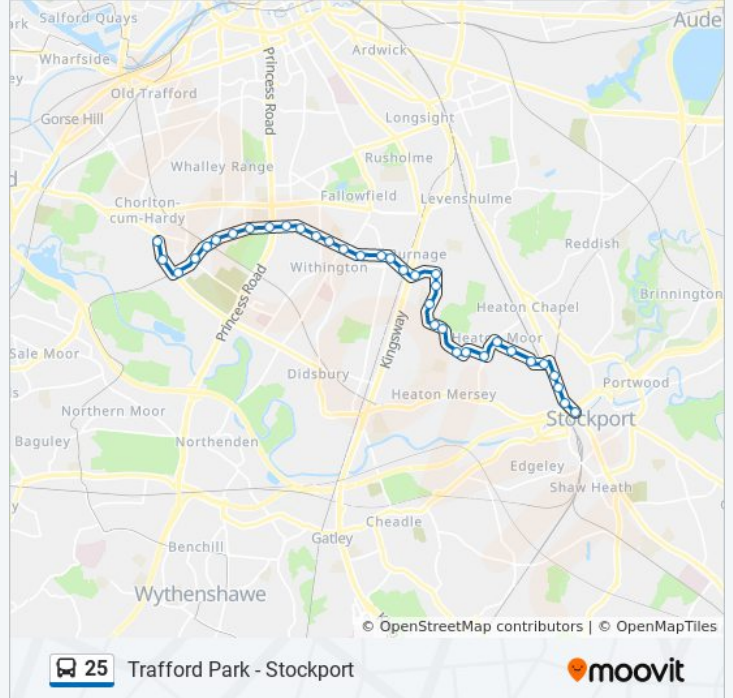 ark
Salford Quays
Aude
Wharfside
Ardwick
ey
Old-Trafford
Princess Road
Gorse Hill
Longsight
Rusholme
Whalley Range
d
Fallowfield
Levenshulme
Chorlton-
cum-Hardy
Reddish
Burnage
Withington
Brinnington
Princess Road
Heaton Chapel
Kingsway
Heaton Moor
Sale Moor
Didsbury
Portwood
s
Heaton Mersey
Northern Moor
Stockport
Baguley
Northenden
Edgeley
Shaw Heath
y
Cheadle
Gatley
Benchill
Wythenshawe
© OpenStreetMap contributors | © OpenMapTiles
25 Trafford Park - Stockport
moovit